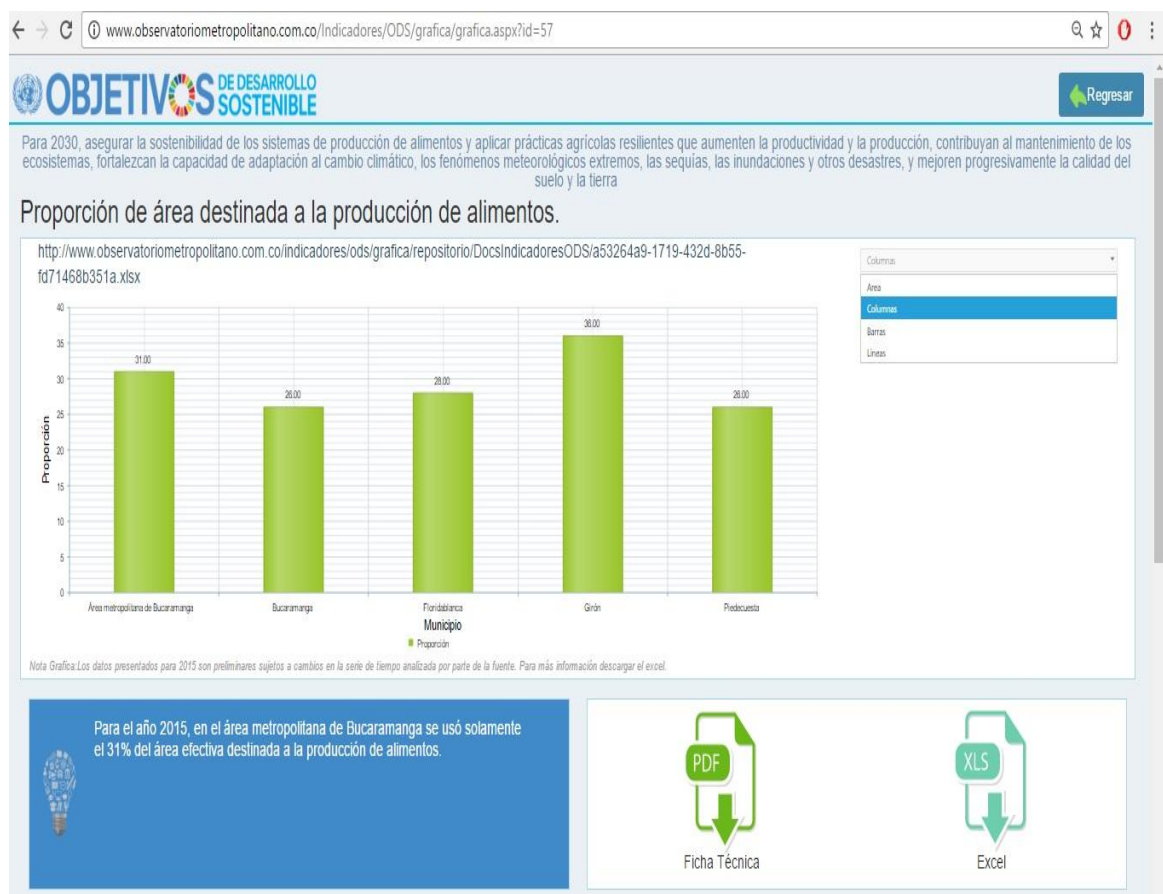 www.observatoriometropolitano.com.co/Indicadores/ODS/grafica/grafica.aspx?id=57
OBJETIVOS DE DESARROLLO
SOSTENIBLE
Regresar
Para 2030, asegurar la sostenibilidad de los sistemas de producción de alimentos y aplicar prácticas agrícolas resilientes que aumenten la productividad y la producción, contribuyan al mantenimiento de los
ecosistemas, fortalezcan la capacidad de adaptación al cambio climático, los fenómenos meteorológicos extremos, las sequías, las inundaciones y otros desastres, y mejoren progresivamente la calidad del
suelo y la tierra
Proporción de área destinada a la producción de alimentos.
http://www.observatoriometropolitano.com.co/indicadores/ods/grafica/repositorio/DocsIndicadoresODS/a53264a9-1719-432d-8b55-
fd71468b351a.xlsx
Columnas
Area
Columnas
Barras
Lineas
40
35
30
25
20
15
10
5
0
Proporción
31.00
26.00
28.00
36.00
26.00
Área metropolitana de Bucaramanga
Bucaramanga
Floridablanca
Girón
Piedecuesta
Municipio
Proporción
Nota Grafica:Los datos presentados para 2015 son preliminares sujetos a cambios en la serie de tiempo analizada por parte de la fuente. Para más información descargar el excel.
Para el año 2015, en el área metropolitana de Bucaramanga se usó solamente
el 31% del área efectiva destinada a la producción de alimentos.
PDF
Ficha Técnica
XLS
Excel